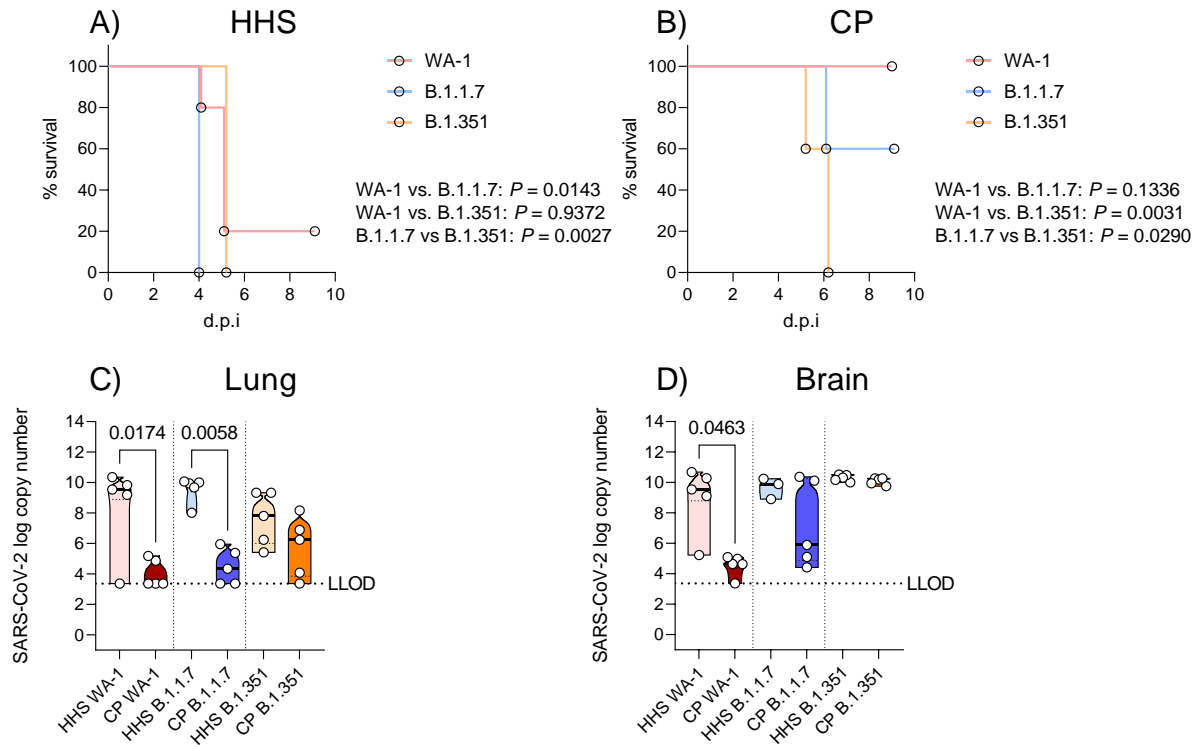 A)
HHS
% survival
100
80
60
40
20
0
0 2 4 6 8 10
d.p.i
WA-1
B.1.1.7
B.1.351
WA-1 vs. B.1.1.7: P = 0.0143
WA-1 vs. B.1.351: P = 0.9372
B.1.1.7 vs B.1.351: P = 0.0027
B)
CP
% survival
100
80
60
40
20
0
0 2 4 6 8 10
d.p.i
WA-1
B.1.1.7
B.1.351
WA-1 vs. B.1.1.7: P = 0.1336
WA-1 vs. B.1.351: P = 0.0031
B.1.1.7 vs B.1.351: P = 0.0290
C)
Lung
SARS-CoV-2 log copy number
14
12
10
8
6
4
2
0
0.0174
0.0058
LLOD
HHS WA-1
CP WA-1
HHS B.1.1.7
CP B.1.1.7
HHS B.1.351
CP B.1.351
D)
Brain
SARS-CoV-2 log copy number
14
12
10
8
6
4
2
0
0.0463
LLOD
HHS WA-1
CP WA-1
HHS B.1.1.7
CP B.1.1.7
HHS B.1.351
CP B.1.351